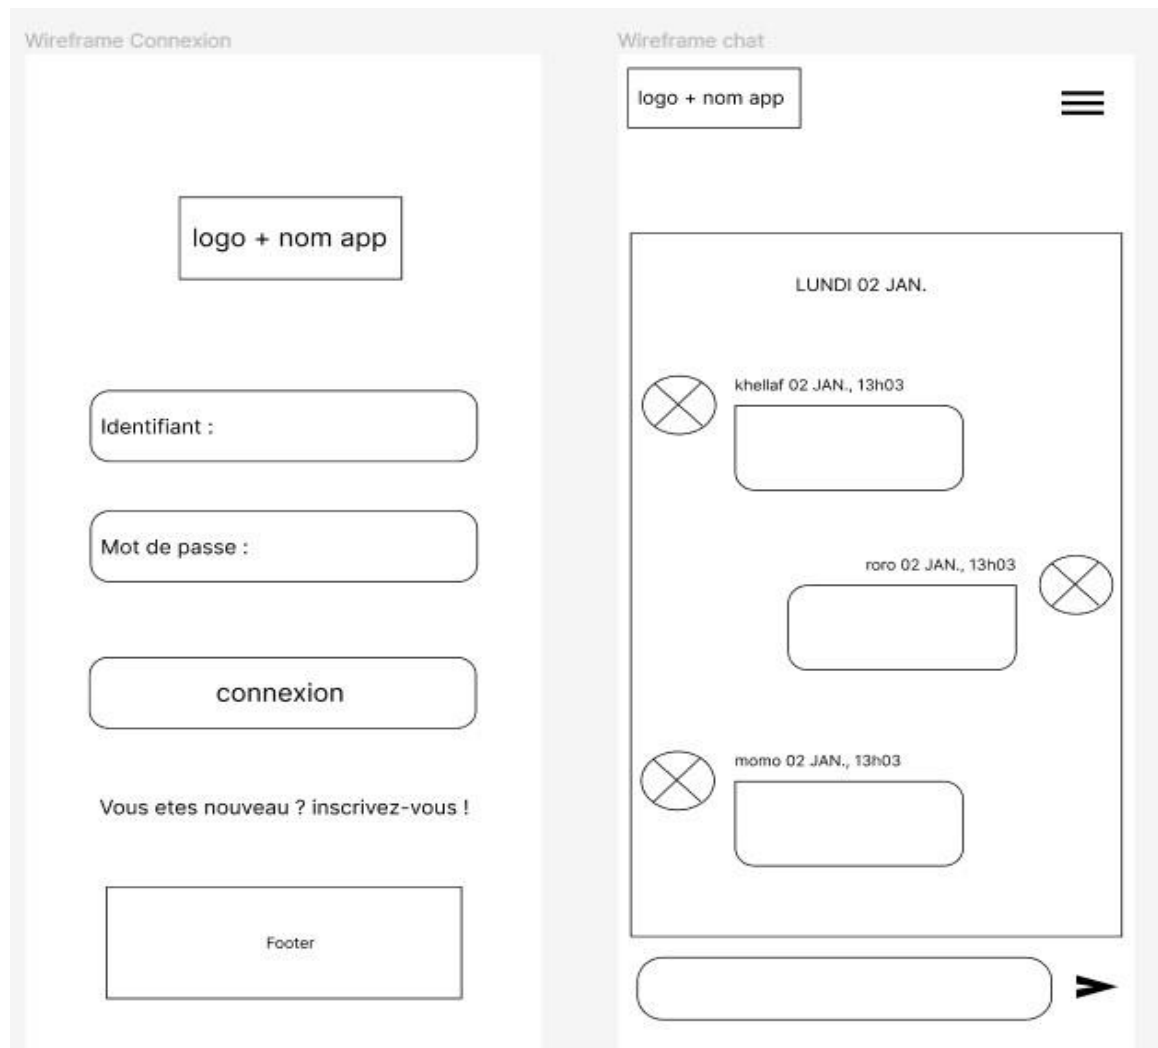 Wireframe Connexion
logo + nom app
Identifiant :
Mot de passe :
connexion
Vous etes nouveau ? inscrivez-vous !
Footer
Wireframe chat
logo + nom app
LUNDI 02 JAN.
khellaf 02 JAN., 13h03
roro 02 JAN., 13h03
momo 02 JAN., 13h03